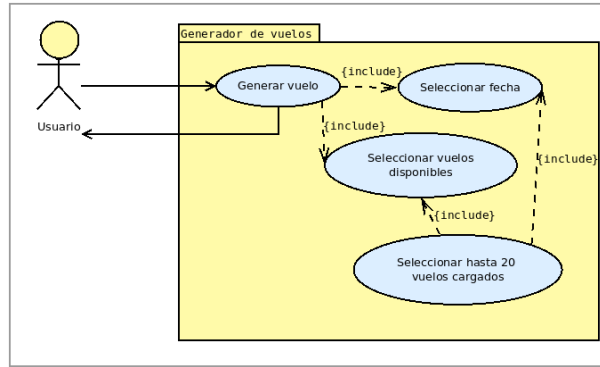 Generador de vuelos
Generar vuelo
{include}
Seleccionar fecha
Usuario
{include}
Seleccionar vuelos
disponibles
{include}
{include}
Seleccionar hasta 20
vuelos cargados